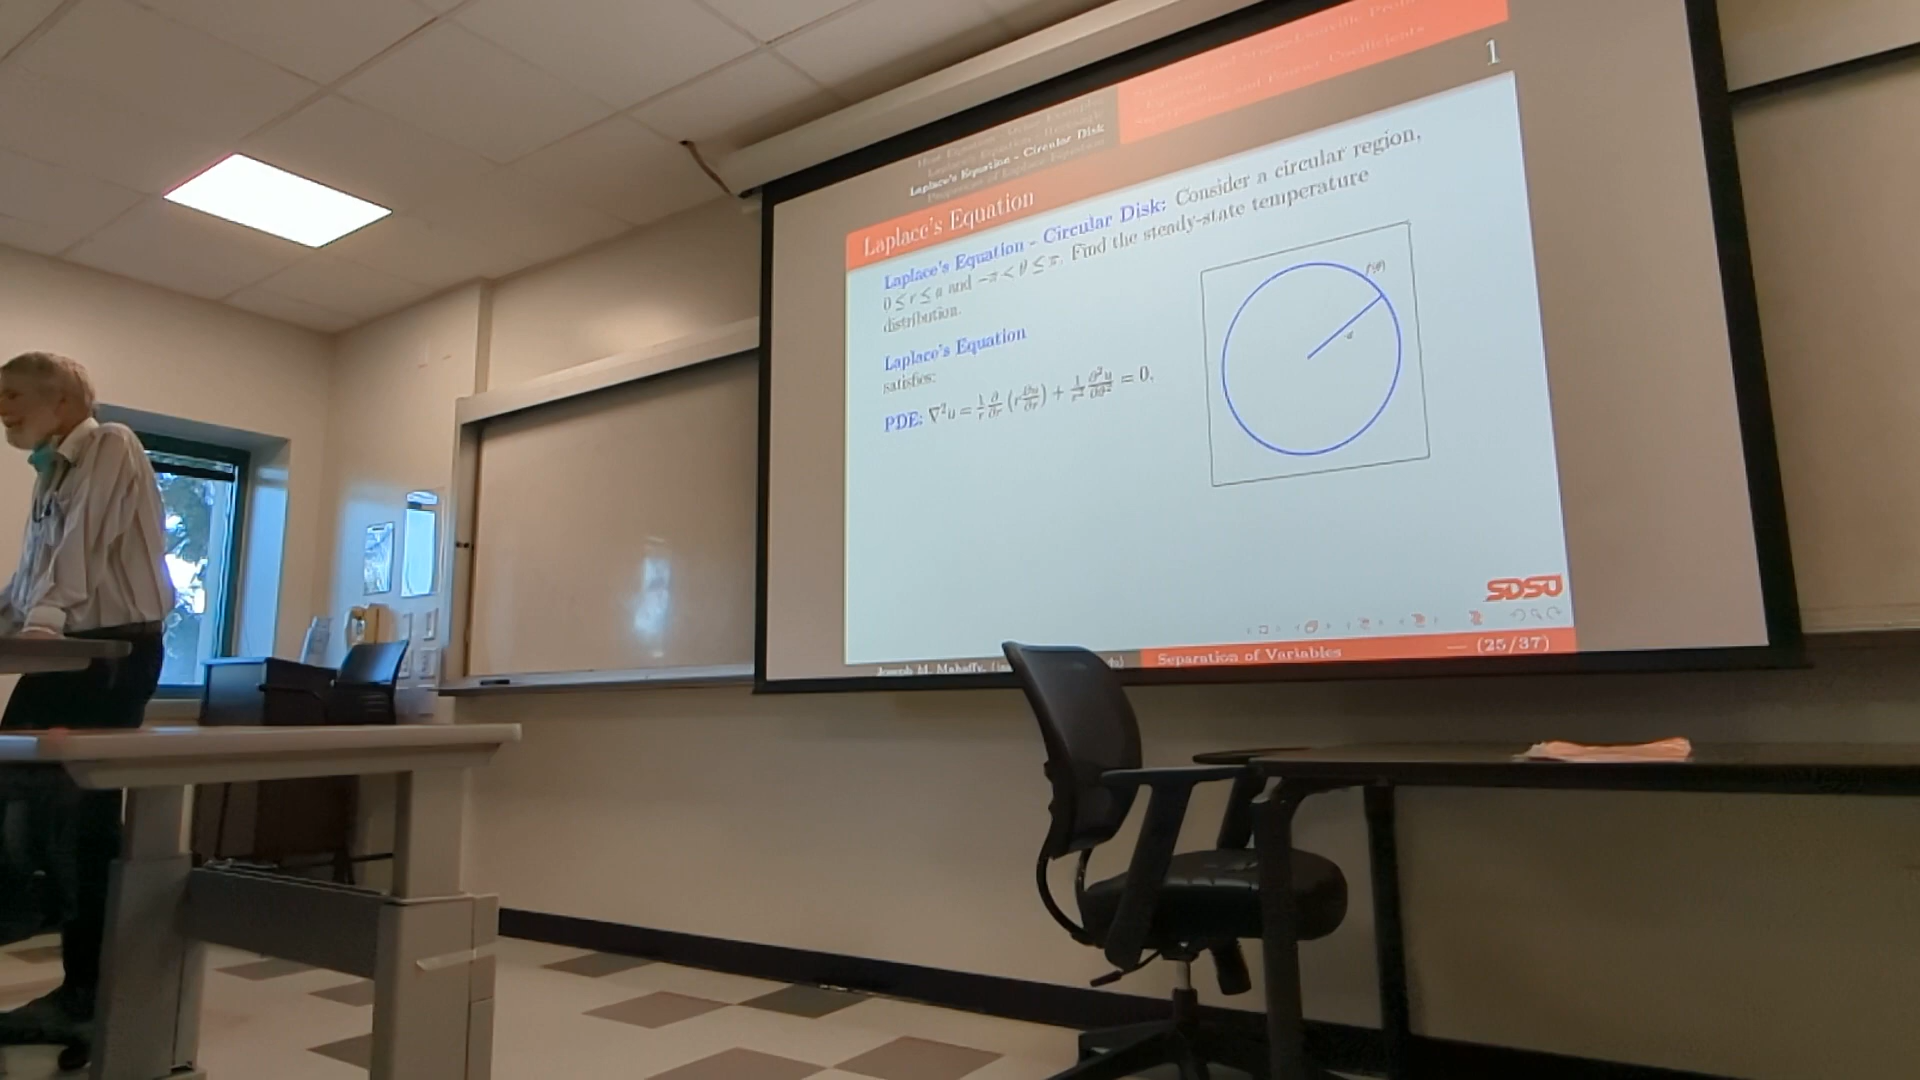 1
Laplace's Equation - Circular Disk
Laplace's Equation
Laplace's Equation - Circular Disk: Consider a circular region,
0 ≤ r ≤ a and −π < θ ≤ π. Find the steady-state temperature
distribution.
Laplace's Equation
satisfies:
PDE: ∇²u = 1/r ∂/∂r (r ∂u/∂r) + 1/r² ∂²u/∂θ² = 0,
f(θ)
a
SDSU
Joseph M. Mahaffy,
Separation of Variables
— (25/37)